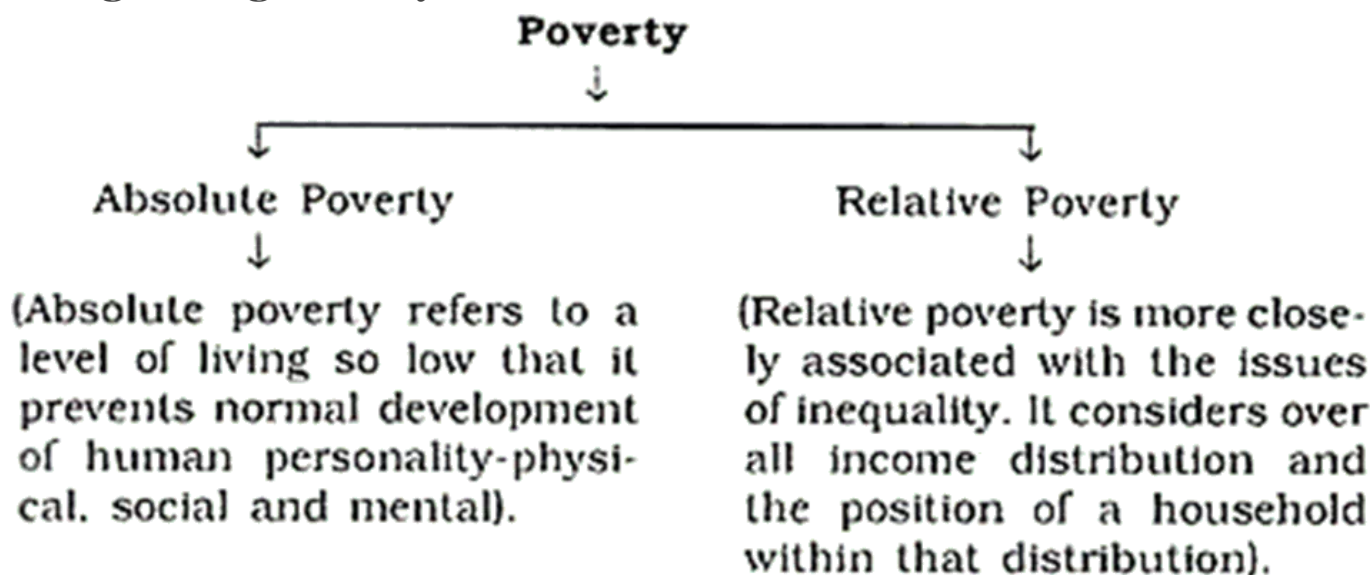 Poverty
Absolute Poverty
Relative Poverty
(Absolute poverty refers to a
level of living so low that it
prevents normal development
of human personality-physi-
cal. social and mental).
(Relative poverty is more close-
ly associated with the issues
of inequality. It considers over
all income distribution and
the position of a household
within that distribution).